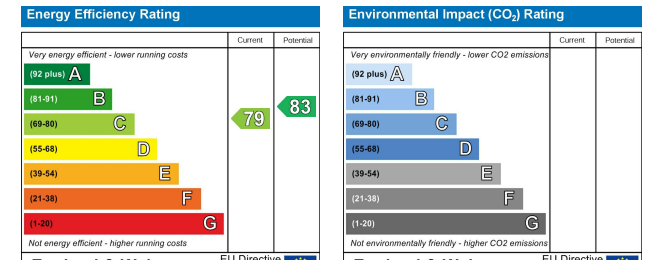 Energy Efficiency Rating
Current Potential
Very energy efficient - lower running costs
(92 plus) A
(81-91) B
(69-80) C
(55-68) D
(39-54) E
(21-38) F
(1-20) G
79
83
Not energy efficient - higher running costs
EU Directive
Environmental Impact (CO2) Rating
Current Potential
Very environmentally friendly - lower CO2 emissions
(92 plus) A
(81-91) B
(69-80) C
(55-68) D
(39-54) E
(21-38) F
(1-20) G
Not environmentally friendly - higher CO2 emissions
EU Directive